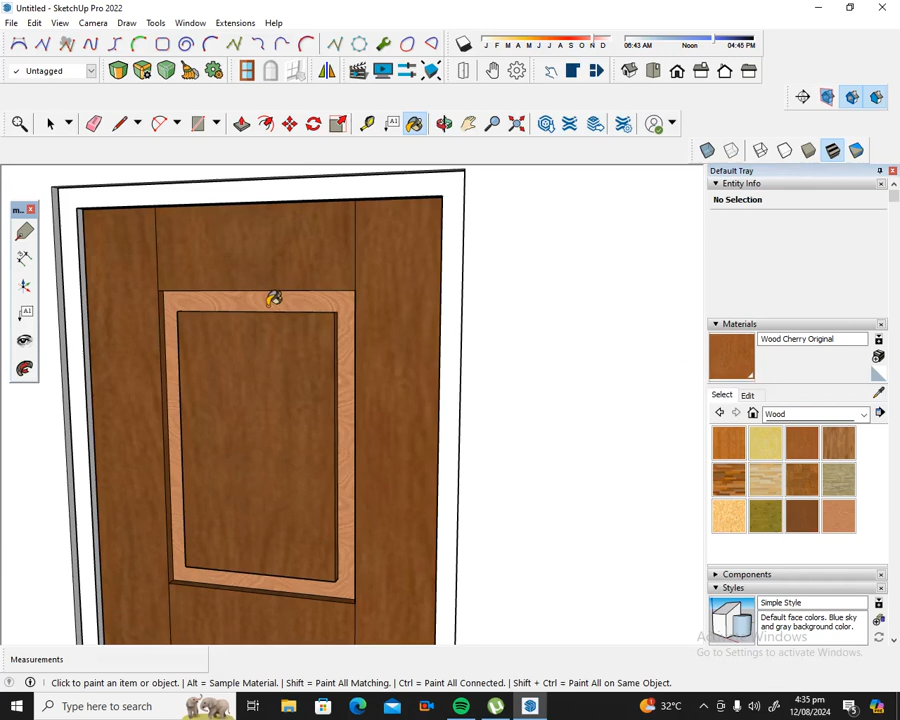 Untitled - SketchUp Pro 2022
File Edit View Camera Draw Tools Window Extensions Help
J F M A M J J A S O N D 06:43 AM Noon 04:45 PM
Untagged
m...
A1
Default Tray
Entity Info
No Selection
Materials
Wood Cherry Original
Select Edit
Wood
Components
Styles
Simple Style
Default face colors. Blue sky
and gray background color.
Activate Windows
Go to Settings to activate Windows.
Measurements
Click to paint an item or object. | Alt = Sample Material. | Shift = Paint All Matching. | Ctrl = Paint All Connected. | Shift + Ctrl = Paint All on Same Object.
Type here to search
32°C
4:35 pm
12/08/2024
5